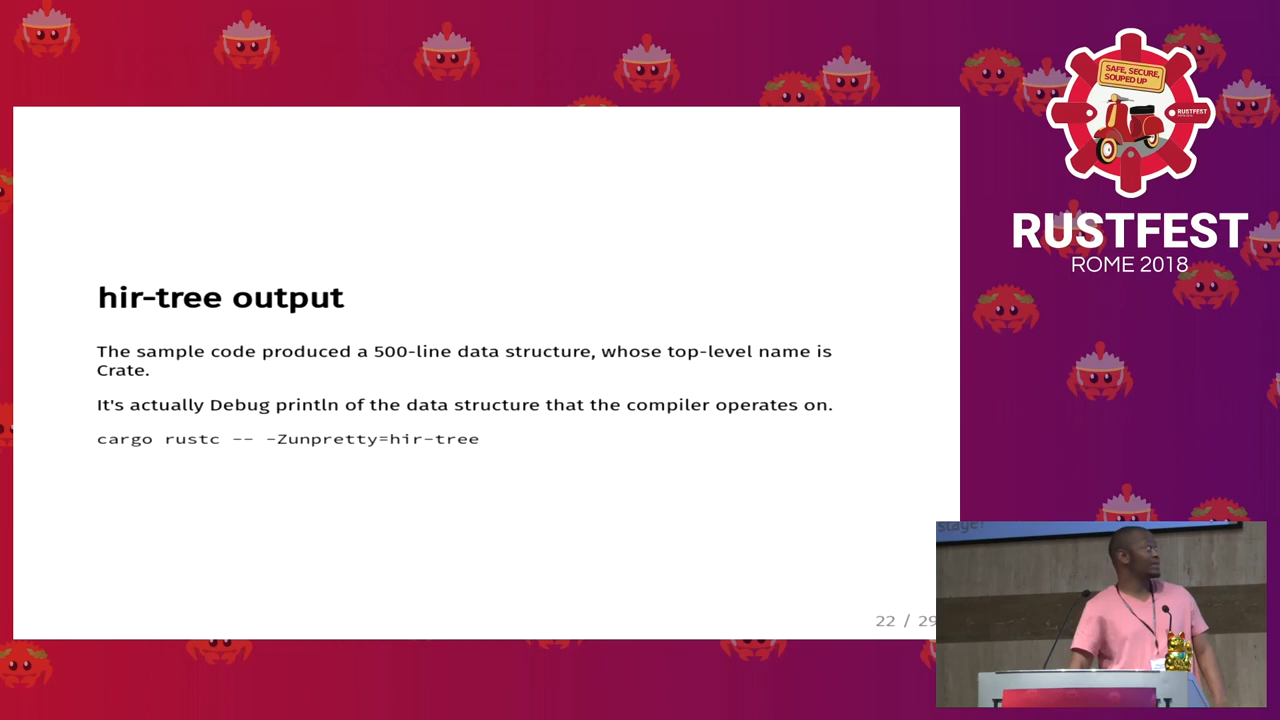 SAFE, SECURE,
SOUPED UP
RUSTFEST
RUSTFEST
ROME 2018
hir-tree output
The sample code produced a 500-line data structure, whose top-level name is
Crate.
It's actually Debug println of the data structure that the compiler operates on.
cargo rustc -- -Zunpretty=hir-tree
22 / 29
stage?